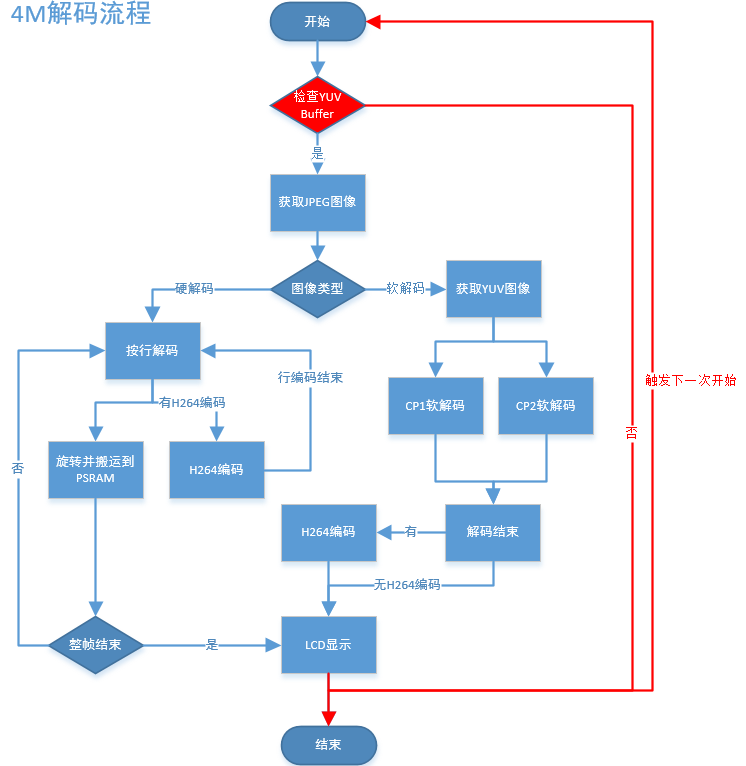 4M解码流程
开始
检查YUV
Buffer
是
获取JPEG图像
图像类型
硬解码
软解码
获取YUV图像
按行解码
行编码结束
触发下一次开始
有H264编码
CP1软解码
CP2软解码
否
否
旋转并搬运到
PSRAM
H264编码
H264编码
有
解码结束
无H264编码
整帧结束
是
LCD显示
结束